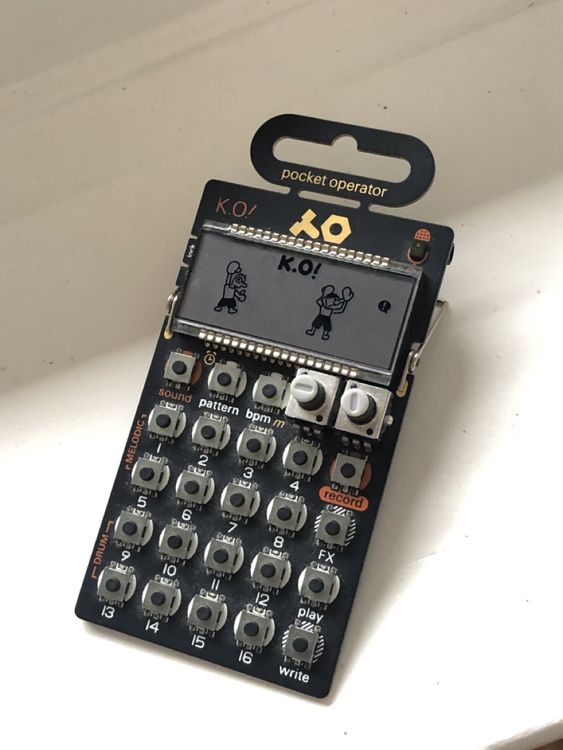 pocket operator
K.O!
lock
K.O!
sound
pattern
bpm m
MELODIC
1
2
3
4
record
5
6
7
8
FX
DRUM
9
10
11
12
play
13
14
15
16
write